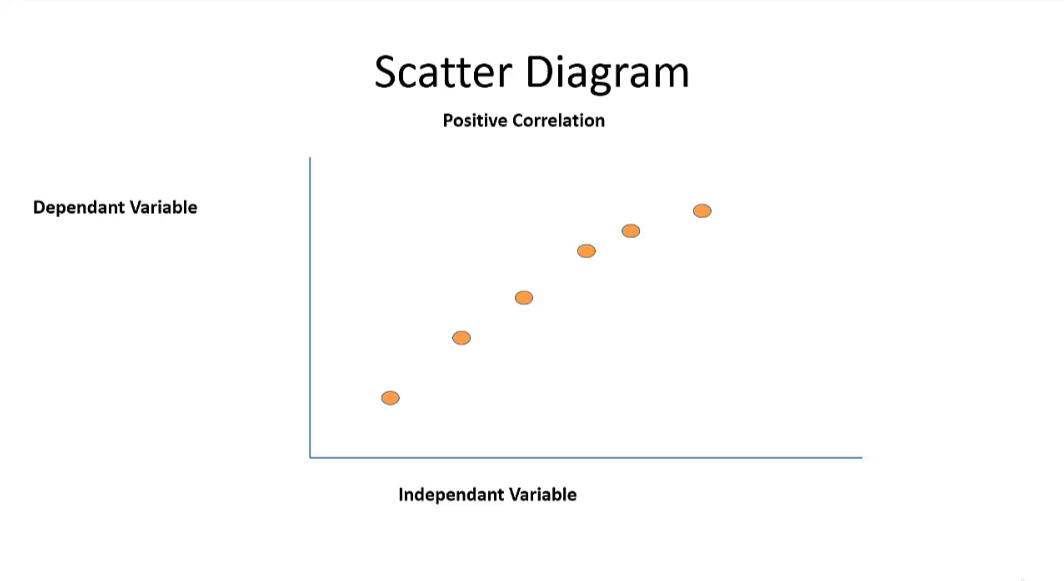 Scatter Diagram
Positive Correlation
Dependant Variable
Independant Variable